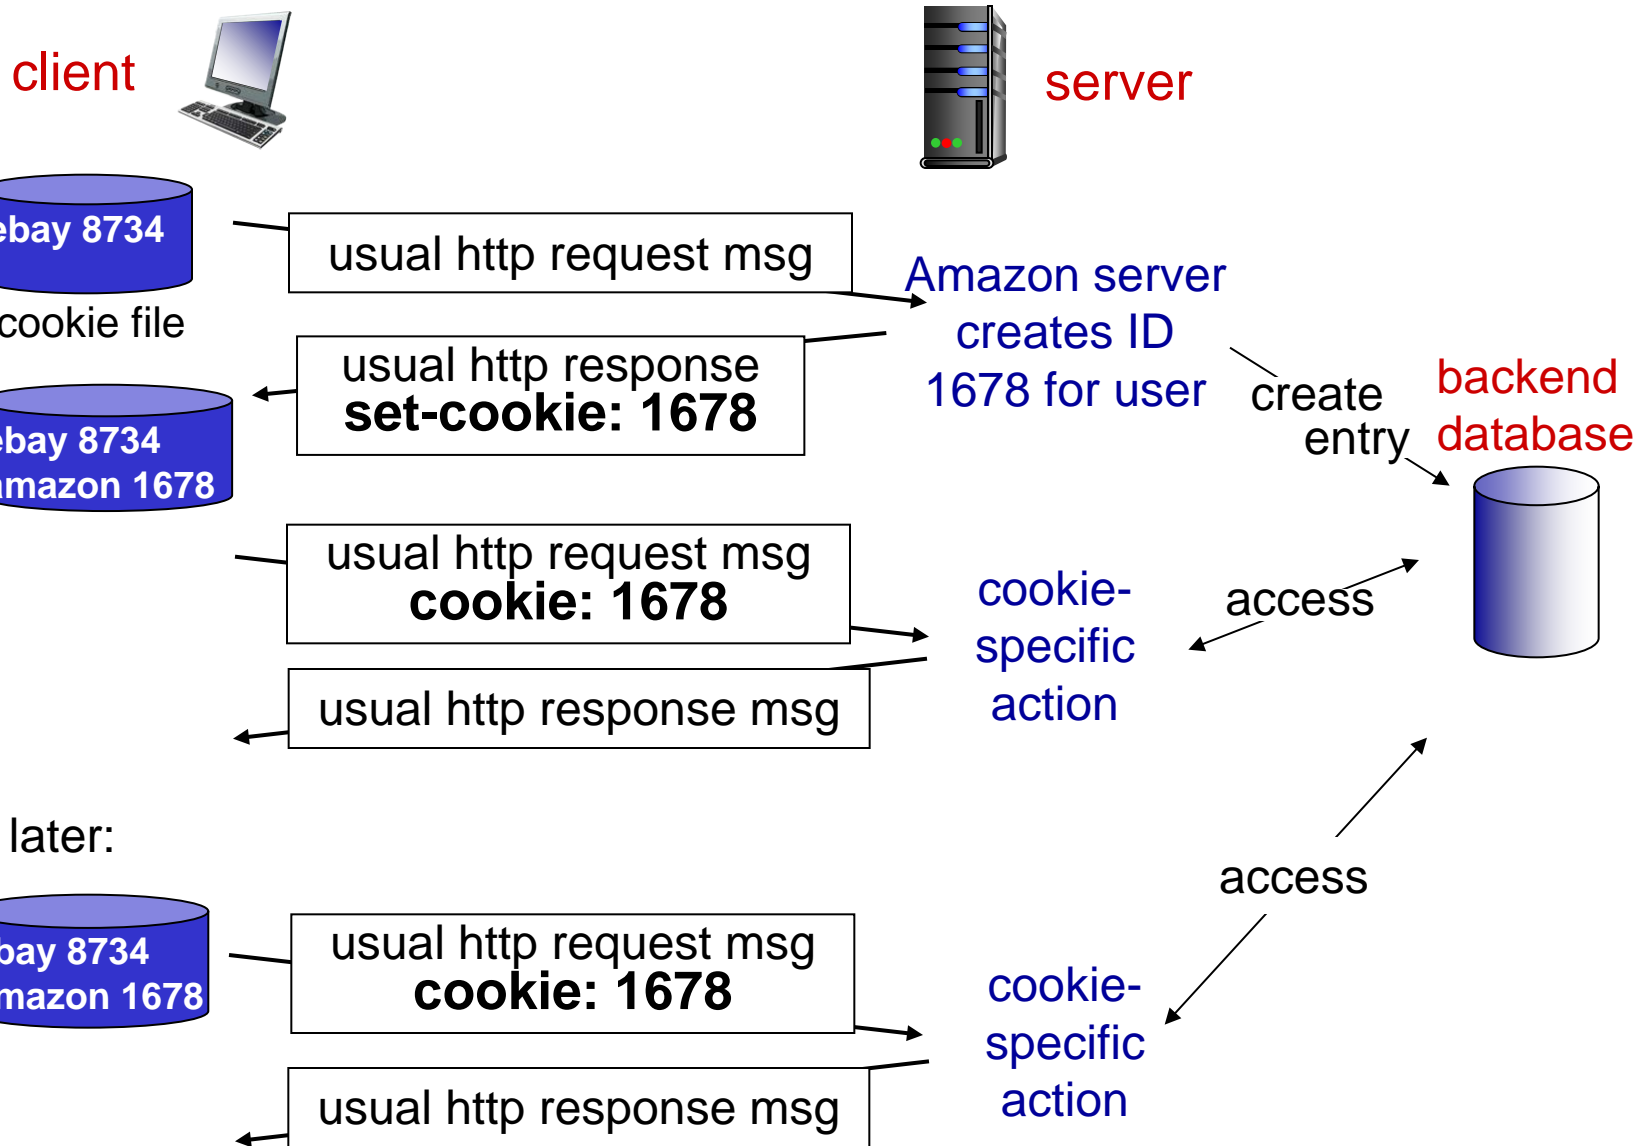 client
server
ebay 8734
usual http request msg
cookie file
Amazon server
creates ID
1678 for user
usual http response
set-cookie: 1678
create
entry
backend
database
ebay 8734
amazon 1678
usual http request msg
cookie: 1678
cookie-
specific
action
access
usual http response msg
later:
access
bay 8734
mazon 1678
usual http request msg
cookie: 1678
cookie-
specific
action
usual http response msg